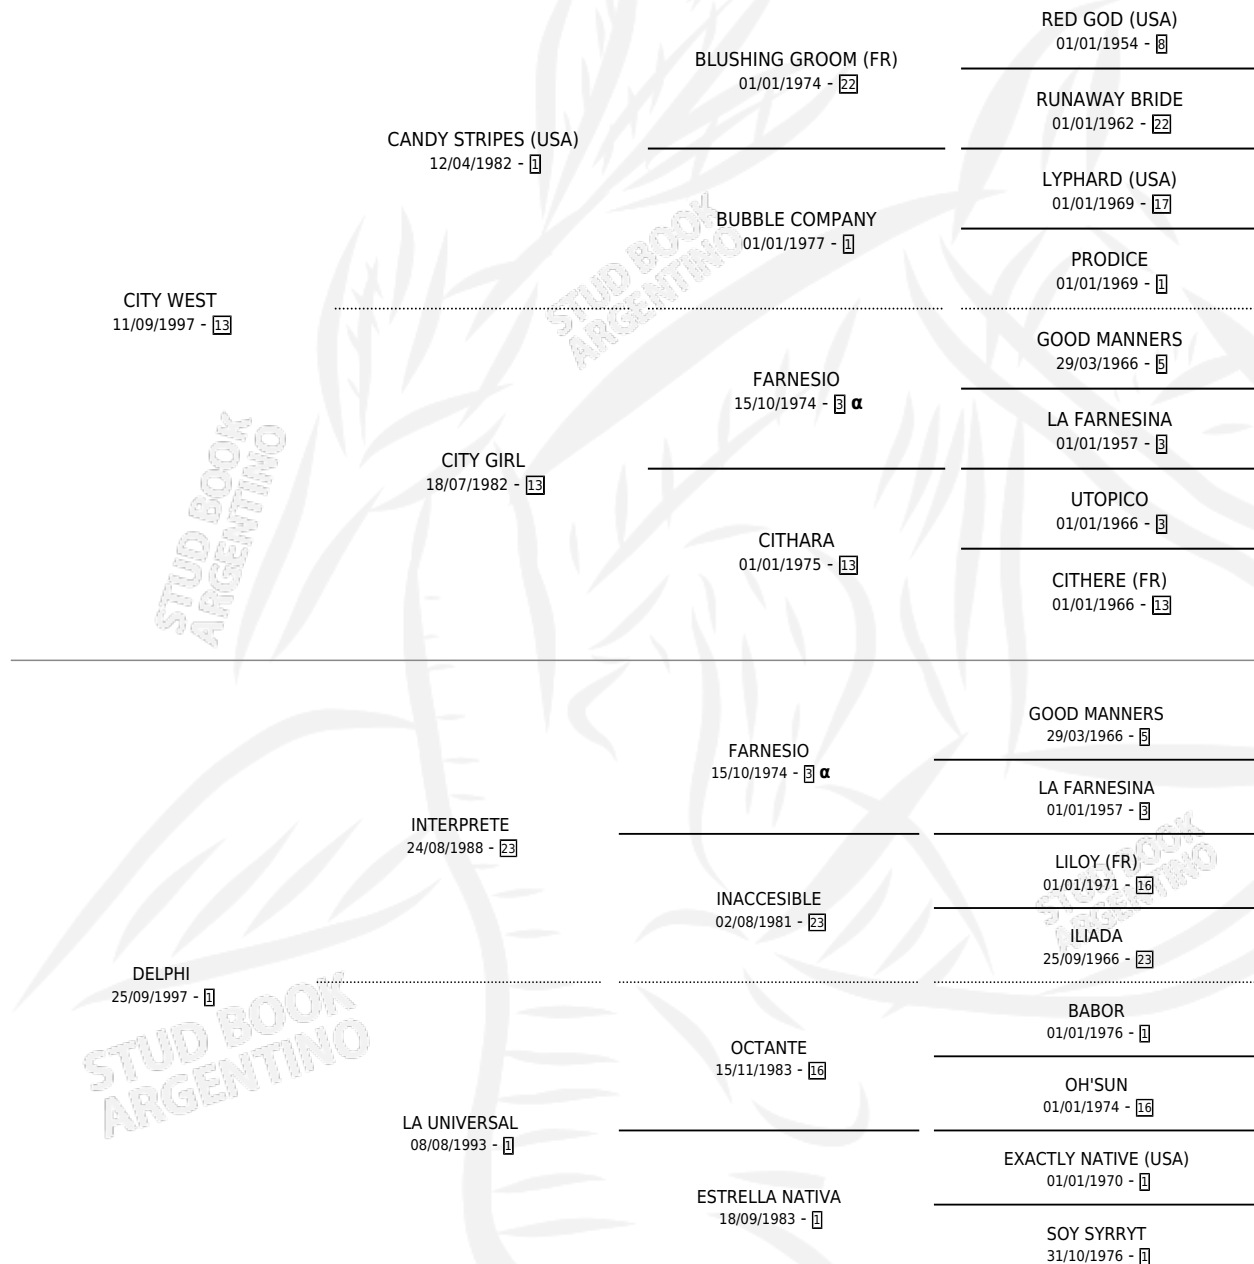 RED GOD (USA)
01/01/1954 - 8
BLUSHING GROOM (FR)
01/01/1974 - 22
RUNAWAY BRIDE
01/01/1962 - 22
CANDY STRIPES (USA)
12/04/1982 - 1
LYPHARD (USA)
01/01/1969 - 17
BUBBLE COMPANY
01/01/1977 - 1
PRODICE
01/01/1969 - 1
CITY WEST
11/09/1997 - 13
GOOD MANNERS
29/03/1966 - 5
FARNESIO
15/10/1974 - 3 α
LA FARNESINA
01/01/1957 - 3
CITY GIRL
18/07/1982 - 13
UTOPICO
01/01/1966 - 3
CITHARA
01/01/1975 - 13
CITHERE (FR)
01/01/1966 - 13
STUD BOOK
ARGENTINO
STUD BOOK
ARGENTINO
GOOD MANNERS
29/03/1966 - 5
FARNESIO
15/10/1974 - 3 α
LA FARNESINA
01/01/1957 - 3
INTERPRETE
24/08/1988 - 23
LILOY (FR)
01/01/1971 - 16
INACCESIBLE
02/08/1981 - 23
ILIADA
25/09/1966 - 23
DELPHI
25/09/1997 - 1
BABOR
01/01/1976 - 1
OCTANTE
15/11/1983 - 16
OH'SUN
01/01/1974 - 16
LA UNIVERSAL
08/08/1993 - 1
EXACTLY NATIVE (USA)
01/01/1970 - 1
ESTRELLA NATIVA
18/09/1983 - 1
SOY SYRRYT
31/10/1976 - 1
STUD BOOK
ARGENTINO
STUD BOOK
ARGENTINO